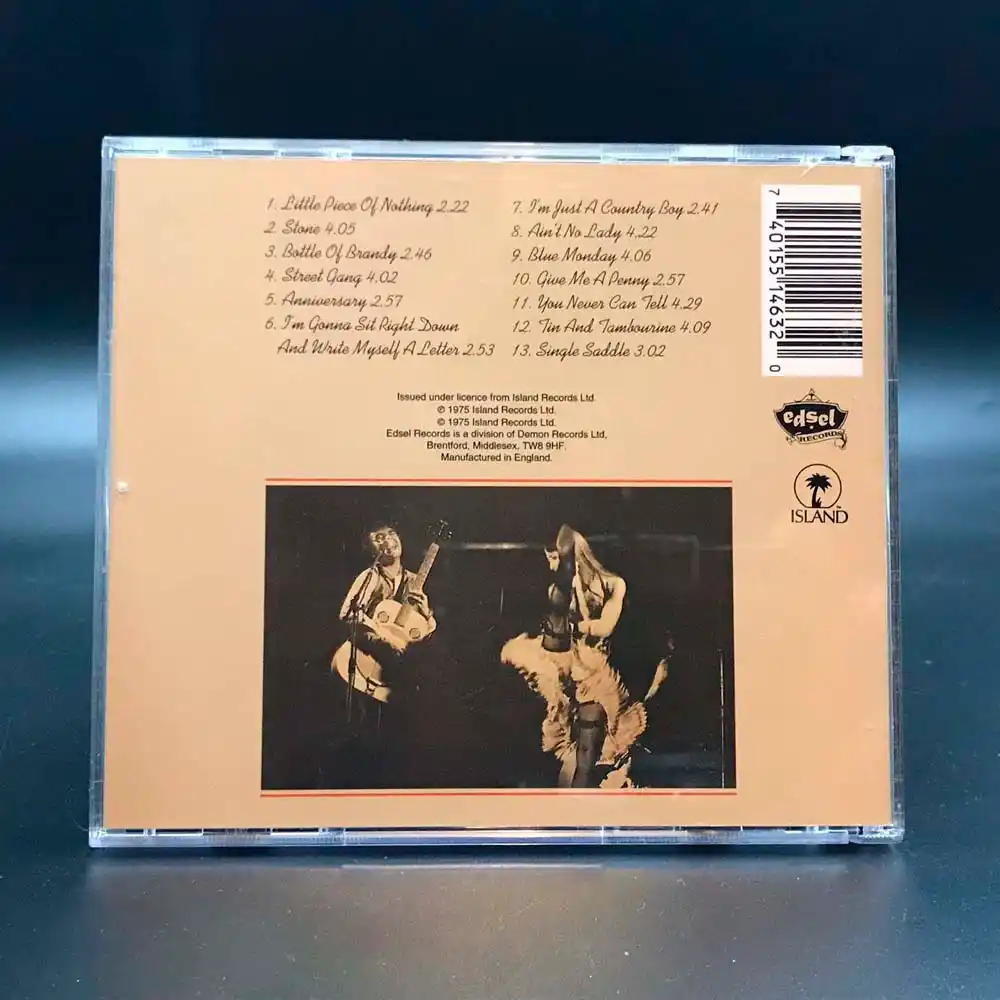 1. Little Piece Of Nothing 2.22
2. Stone 4.05
3. Bottle Of Brandy 2.46
4. Street Gang 4.02
5. Anniversary 2.57
6. I'm Gonna Sit Right Down
And Write Myself A Letter 2.53
7. I'm Just A Country Boy 2.41
8. Ain't No Lady 4.22
9. Blue Monday 4.06
10. Give Me A Penny 2.57
11. You Never Can Tell 4.29
12. Tin And Tambourine 4.09
13. Single Saddle 3.02
7 40155 14632 0
edsel
RECORDS
ISLAND
Issued under licence from Island Records Ltd.
℗ 1975 Island Records Ltd.
© 1975 Island Records Ltd.
Edsel Records is a division of Demon Records Ltd,
Brentford, Middlesex, TW8 9HF.
Manufactured in England.